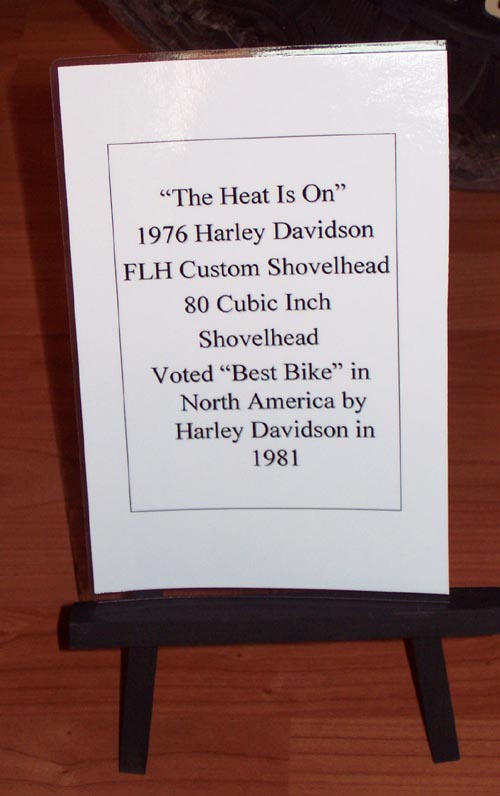 “The Heat Is On”
1976 Harley Davidson
FLH Custom Shovelhead
80 Cubic Inch
Shovelhead
Voted “Best Bike” in
North America by
Harley Davidson in
1981